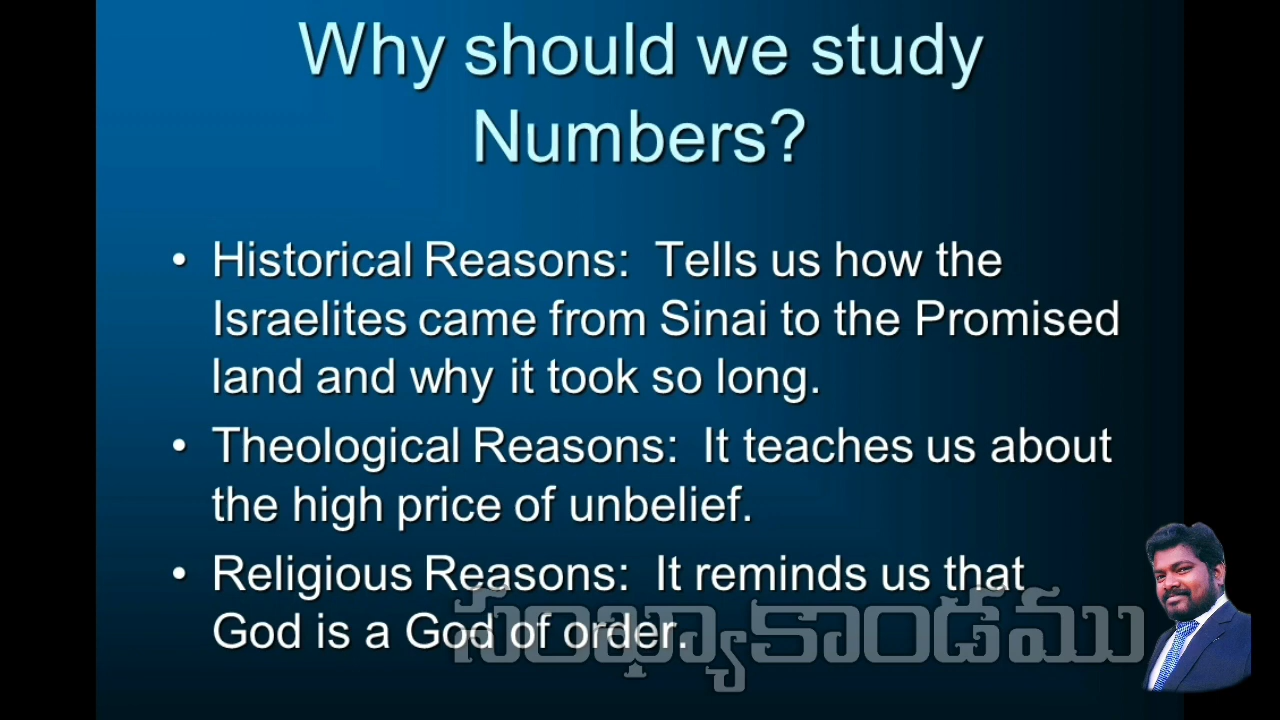 Why should we study
Numbers?
• Historical Reasons:  Tells us how the
Israelites came from Sinai to the Promised
land and why it took so long.
• Theological Reasons:  It teaches us about
the high price of unbelief.
• Religious Reasons:  It reminds us that
God is a God of order.
సంఖ్యాకాండము